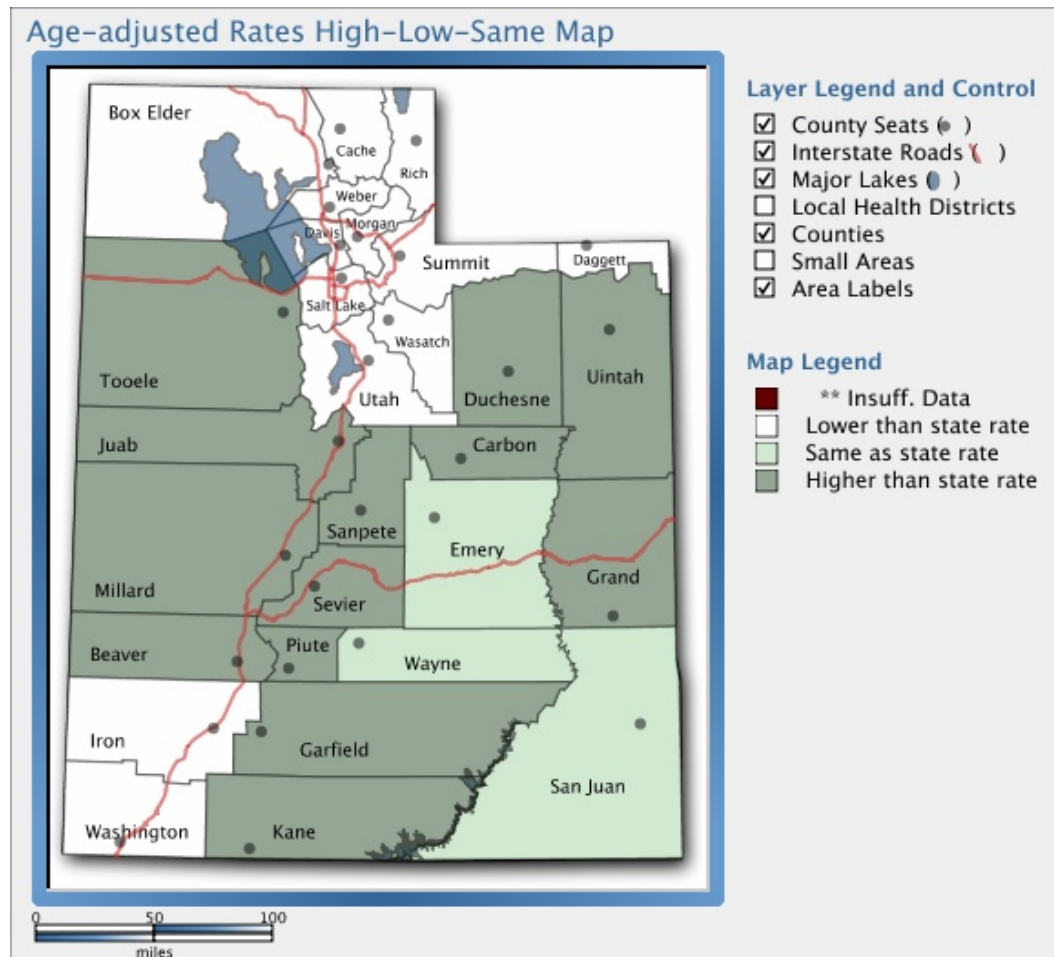 Age-adjusted Rates High-Low-Same Map
Box Elder
Cache
Rich
Weber
Morgan
Davis
Summit
Daggett
Salt Lake
Wasatch
Tooele
Utah
Duchesne
Uintah
Juab
Carbon
Sanpete
Emery
Millard
Sevier
Grand
Beaver
Piute
Wayne
Iron
Garfield
San Juan
Washington
Kane
0 50 100
miles
Layer Legend and Control
County Seats ( )
Interstate Roads ( )
Major Lakes ( )
Local Health Districts
Counties
Small Areas
Area Labels
Map Legend
** Insuff. Data
Lower than state rate
Same as state rate
Higher than state rate